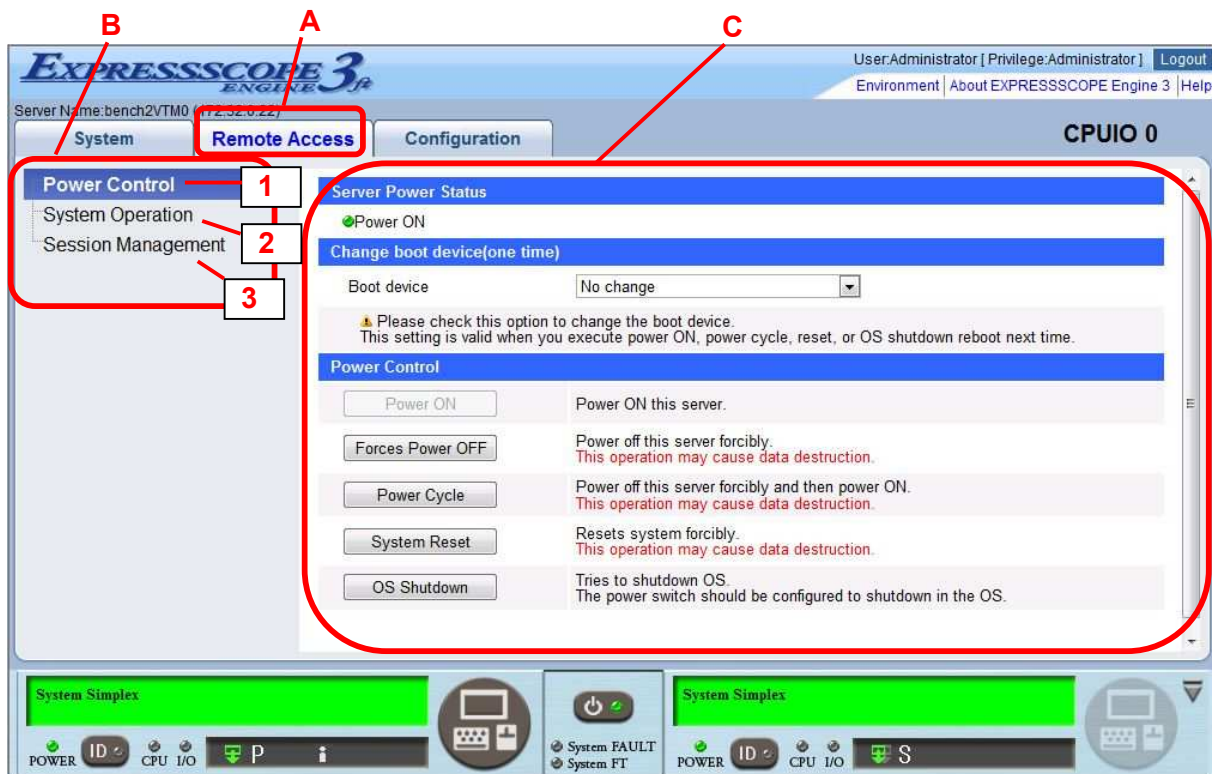 B
A
C
EXPRESSSCOPE
ENGINE 3 ft
User:Administrator [ Privilege:Administrator ] Logout
Environment About EXPRESSSCOPE Engine 3 Help
Server Name:bench2VTM0 (172.52.0.22)
System
Remote Access
Configuration
CPUIO 0
Power Control
1
System Operation
2
Session Management
3
Server Power Status
Power ON
Change boot device(one time)
Boot device
No change
Please check this option to change the boot device.
This setting is valid when you execute power ON, power cycle, reset, or OS shutdown reboot next time.
Power Control
Power ON
Power ON this server.
Forces Power OFF
Power off this server forcibly.
This operation may cause data destruction.
Power Cycle
Power off this server forcibly and then power ON.
This operation may cause data destruction.
System Reset
Resets system forcibly.
This operation may cause data destruction.
OS Shutdown
Tries to shutdown OS.
The power switch should be configured to shutdown in the OS.
System Simplex
POWER
ID
CPU I/O
P
i
System FAULT
System FT
System Simplex
POWER
ID
CPU I/O
S